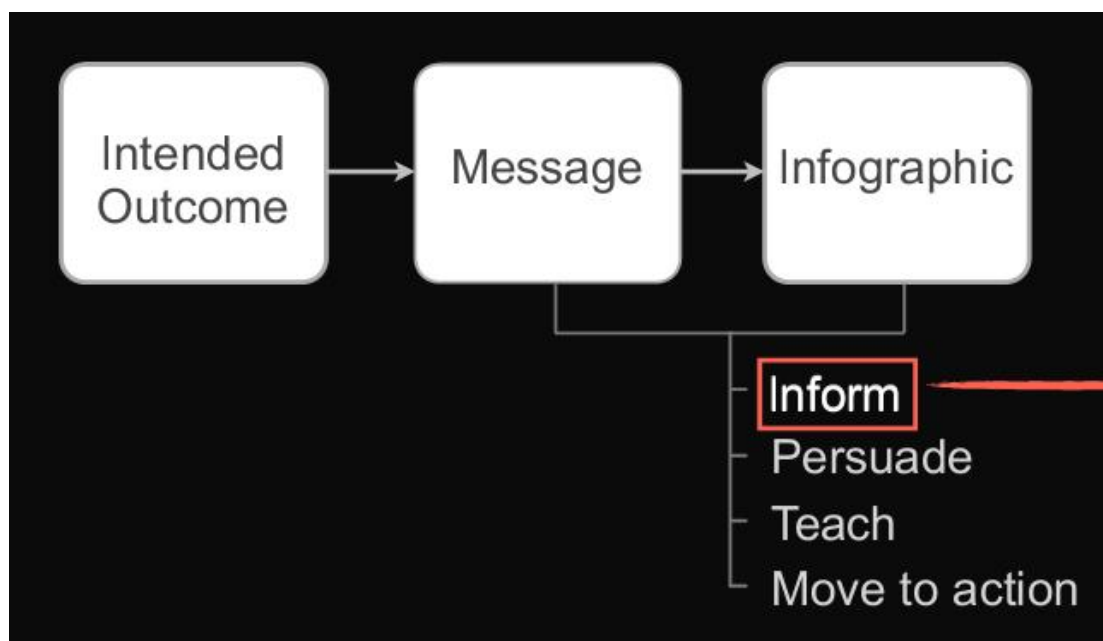 Intended
Outcome
Message
Infographic
Inform
Persuade
Teach
Move to action